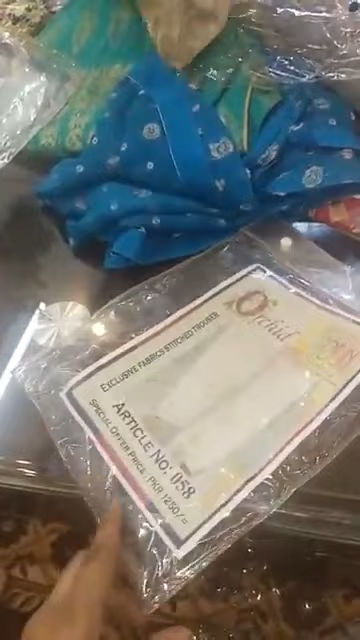 Orchid
EXCLUSIVE FABRICS STITCHED TROUSER
ARTICLE NO: 058
SPECIAL OFFER PRICE: PKR 1250/=